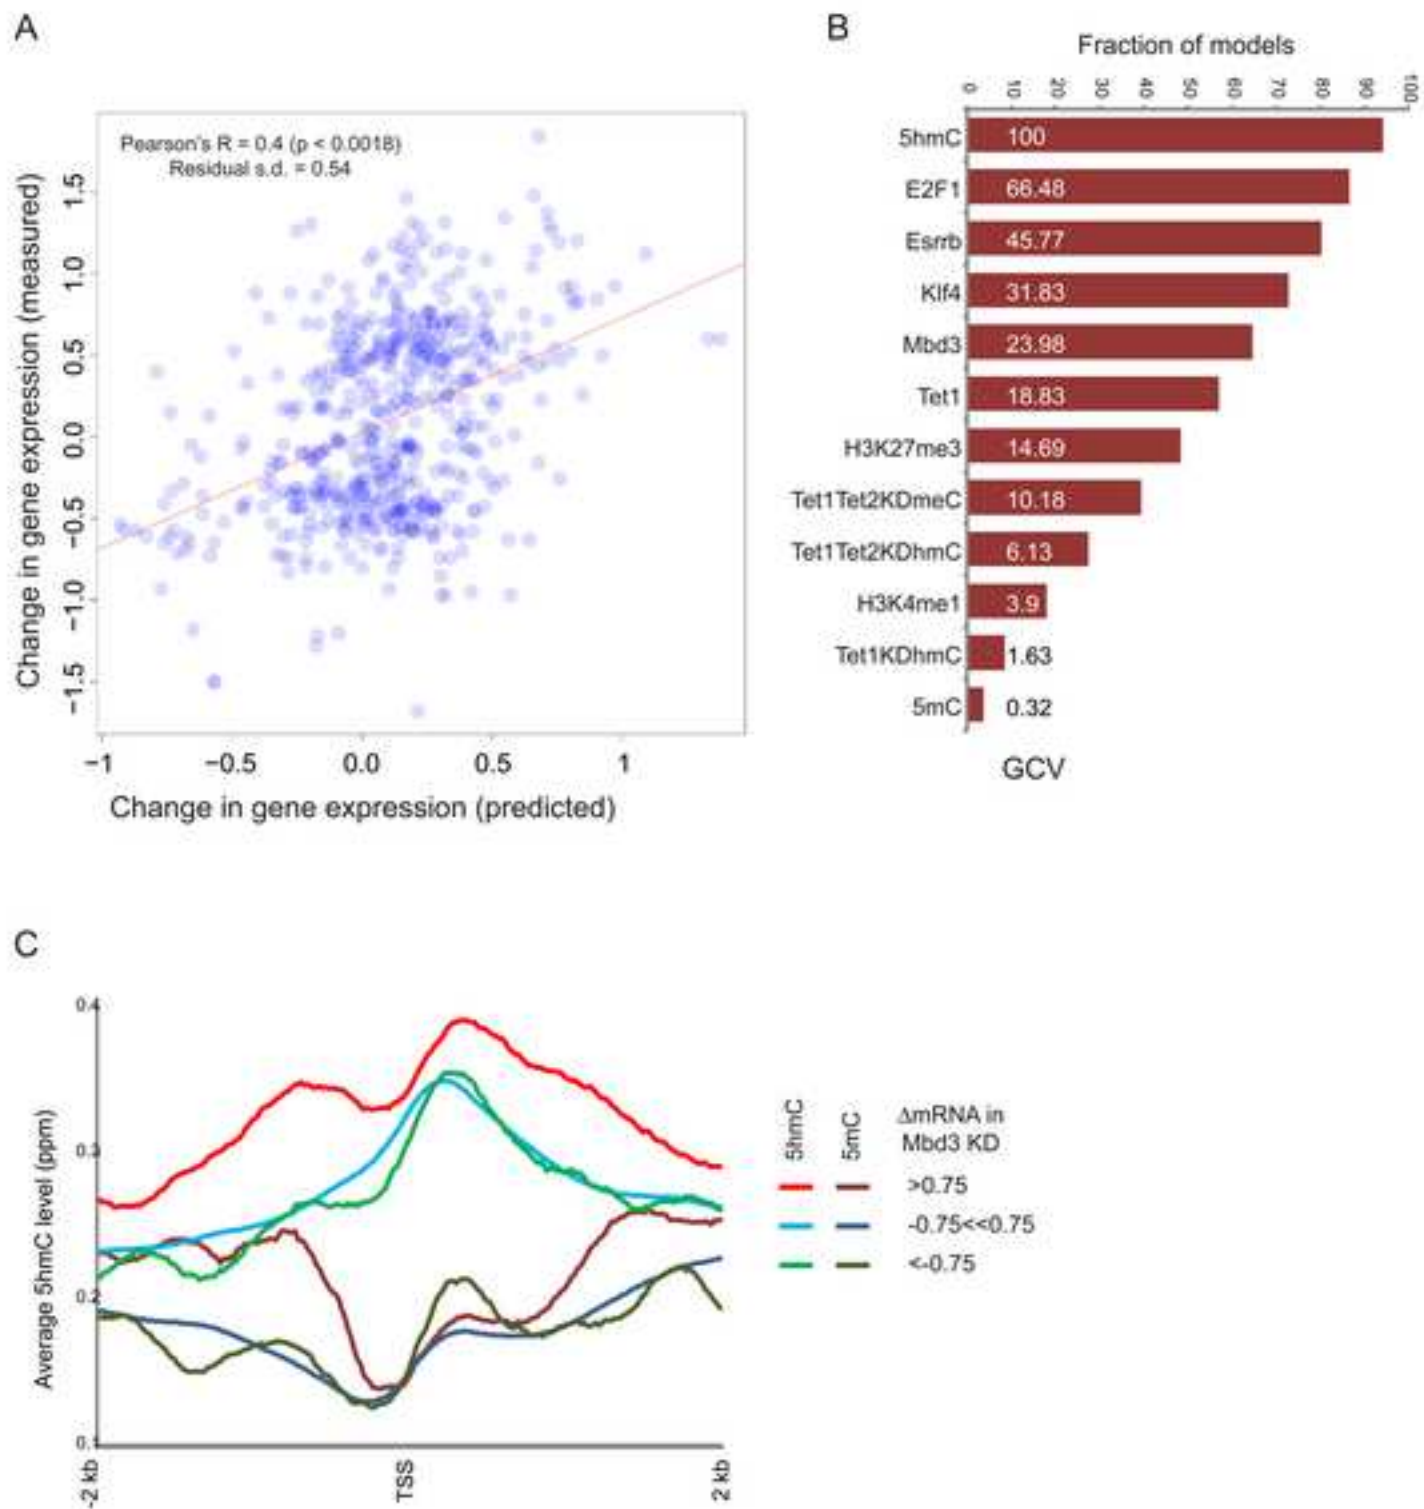 A
Pearson's R = 0.4 (p < 0.0018)
Residual s.d. = 0.54
Change in gene expression (measured)
1.5
1.0
0.5
0.0
−0.5
−1.0
−1.5
−1
−0.5
0.0
0.5
1
Change in gene expression (predicted)
B
Fraction of models
0 10 20 30 40 50 60 70 80 90 100
5hmC 100
E2F1 66.48
Esrrb 45.77
Klf4 31.83
Mbd3 23.98
Tet1 18.83
H3K27me3 14.69
Tet1Tet2KDmeC 10.18
Tet1Tet2KDhmC 6.13
H3K4me1 3.9
Tet1KDhmC 1.63
5mC 0.32
GCV
C
Average 5hmC level (ppm)
0.4
0.3
0.2
0.1
-2 kb
TSS
2 kb
5hmC
5mC
ΔmRNA in
Mbd3 KD
>0.75
-0.75<<0.75
<-0.75